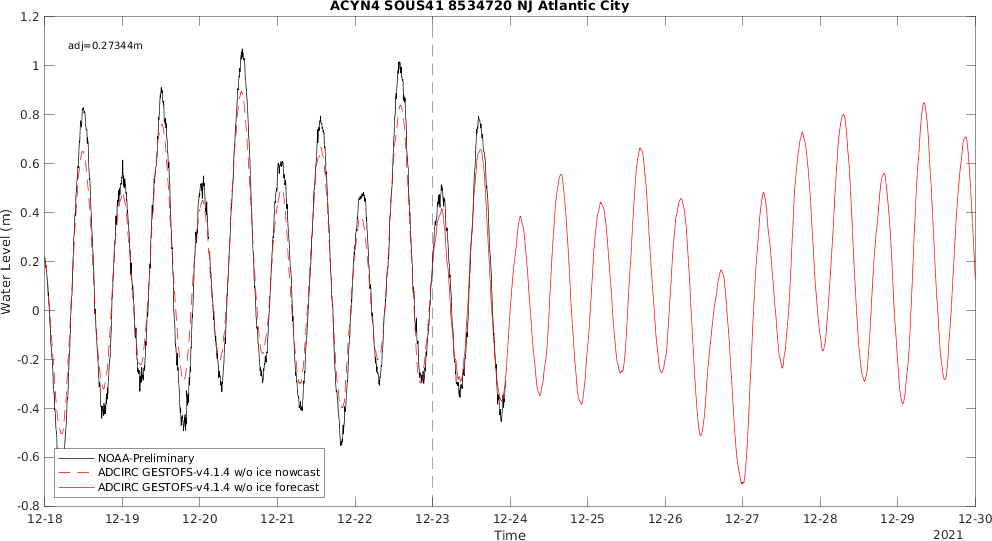 ACYN4 SOUS41 8534720 NJ Atlantic City
adj=0.27344m
1.2
1
0.8
0.6
0.4
0.2
0
-0.2
-0.4
-0.6
-0.8
Water Level (m)
NOAA-Preliminary
ADCIRC GESTOFS-v4.1.4 w/o ice nowcast
ADCIRC GESTOFS-v4.1.4 w/o ice forecast
12-18 12-19 12-20 12-21 12-22 12-23 12-24 12-25 12-26 12-27 12-28 12-29 12-30
Time
2021